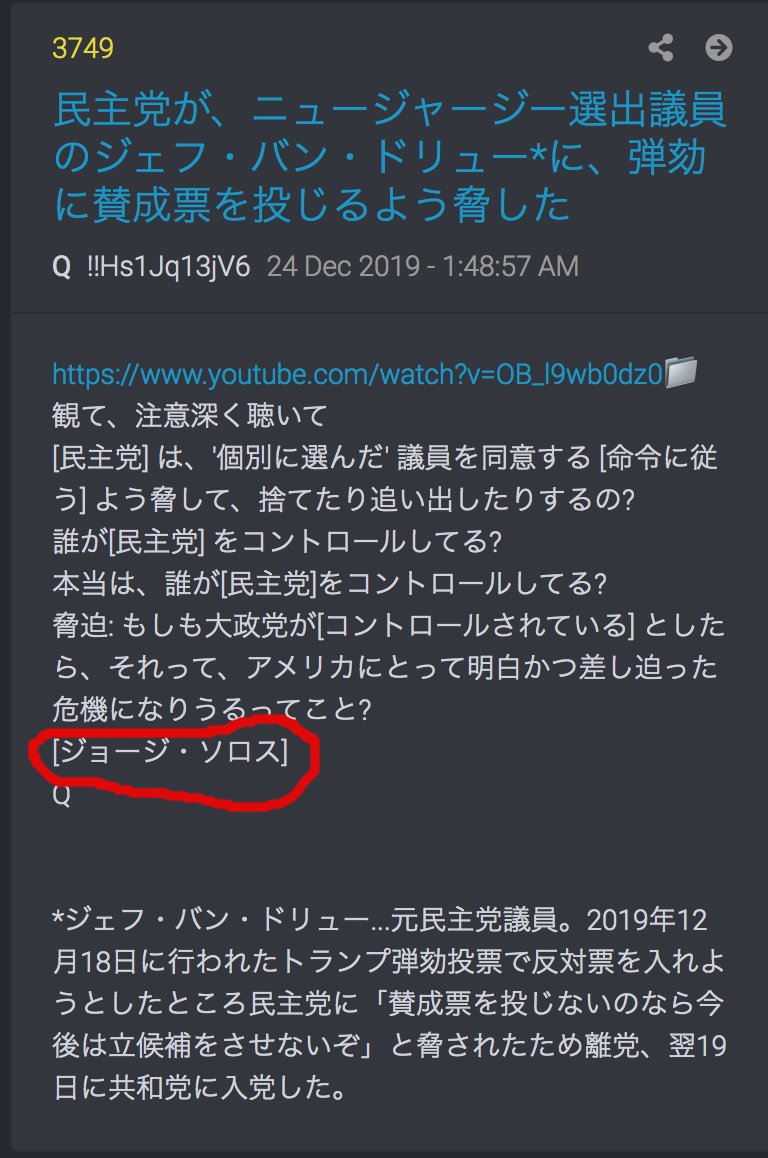 3749
民主党が、ニュージャージー選出議員
のジェフ・バン・ドリュー*に、弾劾
に賛成票を投じるよう脅した
Q !!Hs1Jq13jV6 24 Dec 2019 - 1:48:57 AM
https://www.youtube.com/watch?v=OB_l9wb0dz0
観て、注意深く聴いて
[民主党] は、'個別に選んだ' 議員を同意する [命令に従
う] よう脅して、捨てたり追い出したりするの?
誰が[民主党] をコントロールしてる?
本当は、誰が[民主党]をコントロールしてる?
脅迫: もしも大政党が[コントロールされている] とした
ら、それって、アメリカにとって明白かつ差し迫った
危機になりうるってこと?
[ジョージ・ソロス]
Q
*ジェフ・バン・ドリュー...元民主党議員。2019年12
月18日に行われたトランプ弾劾投票で反対票を入れよ
うとしたところ民主党に「賛成票を投じないのなら今
後は立候補をさせないぞ」と脅されたため離党、翌19
日に共和党に入党した。